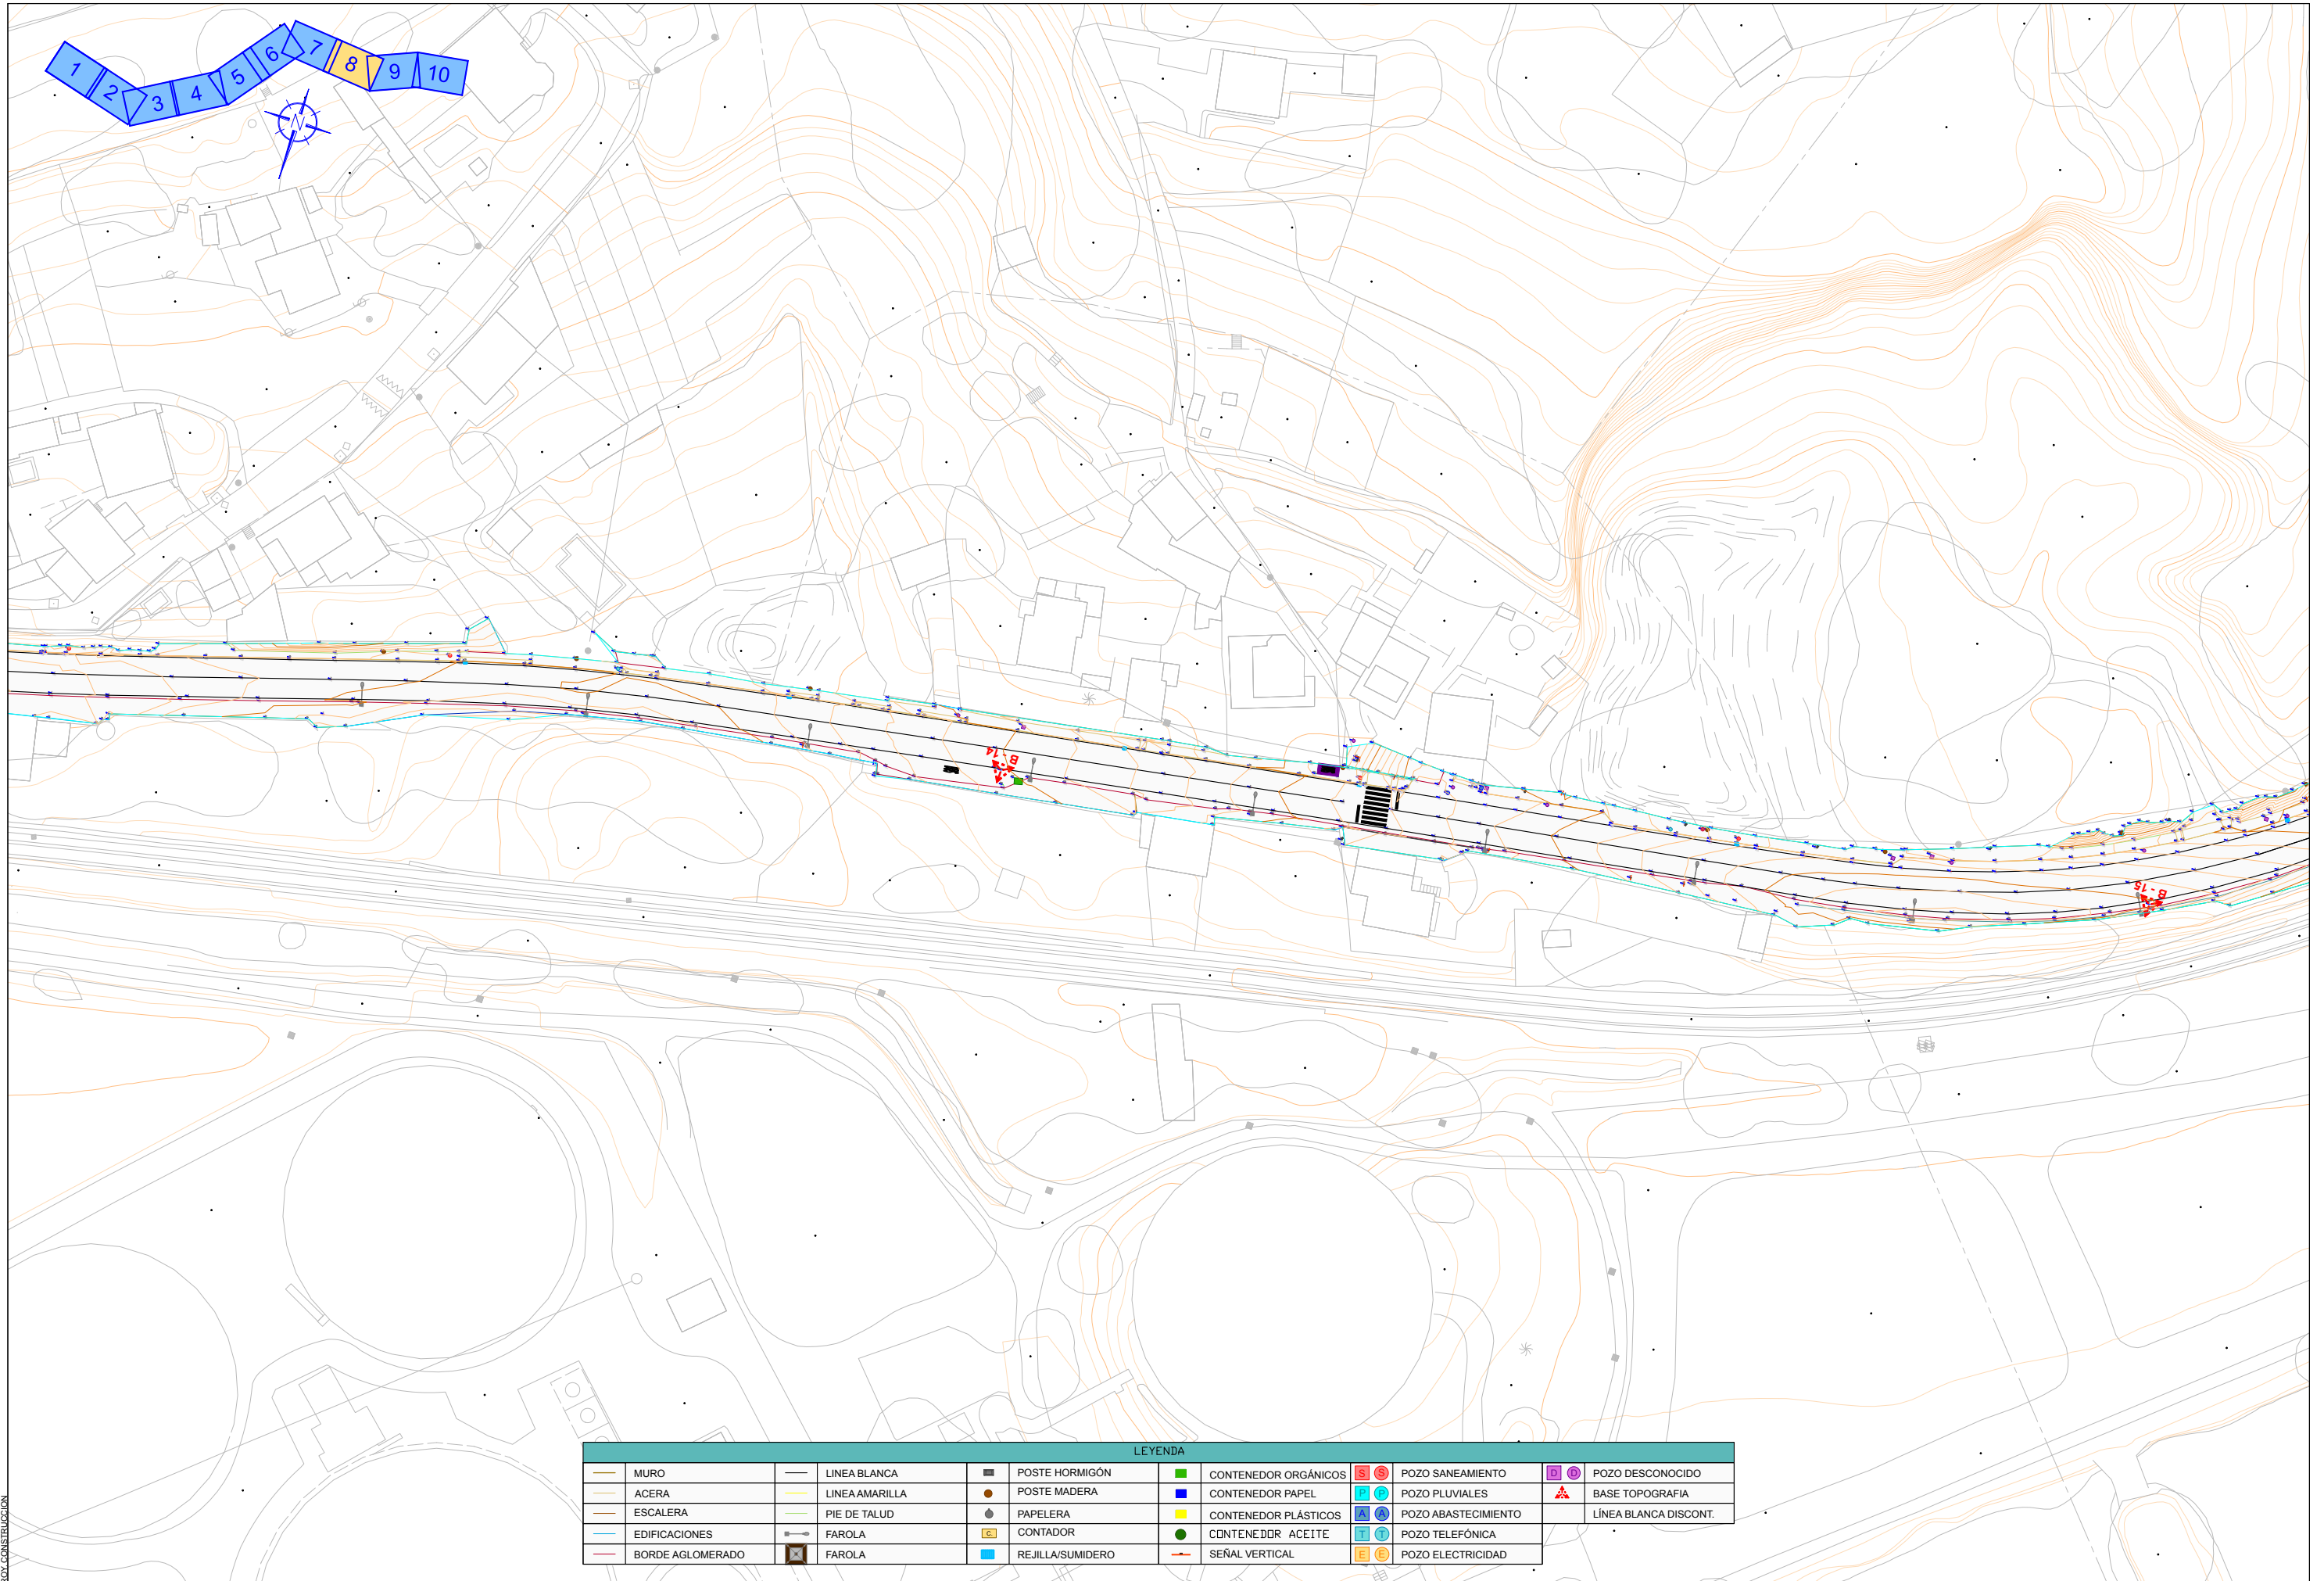 1
2
3
4
5
6
7
8
9
10
N
B - 14
B - 15
LEYENDA
MURO
LINEA BLANCA
POSTE HORMIGÓN
CONTENEDOR ORGÁNICOS
S S
POZO SANEAMIENTO
D D
POZO DESCONOCIDO
ACERA
LINEA AMARILLA
POSTE MADERA
CONTENEDOR PAPEL
P P
POZO PLUVIALES
BASE TOPOGRAFIA
ESCALERA
PIE DE TALUD
PAPELERA
CONTENEDOR PLÁSTICOS
A A
POZO ABASTECIMIENTO
LÍNEA BLANCA DISCONT.
EDIFICACIONES
FAROLA
C.
CONTADOR
CONTENEDOR ACEITE
T T
POZO TELEFÓNICA
BORDE AGLOMERADO
FAROLA
REJILLA/SUMIDERO
SEÑAL VERTICAL
E E
POZO ELECTRICIDAD
CONSTRUCCION